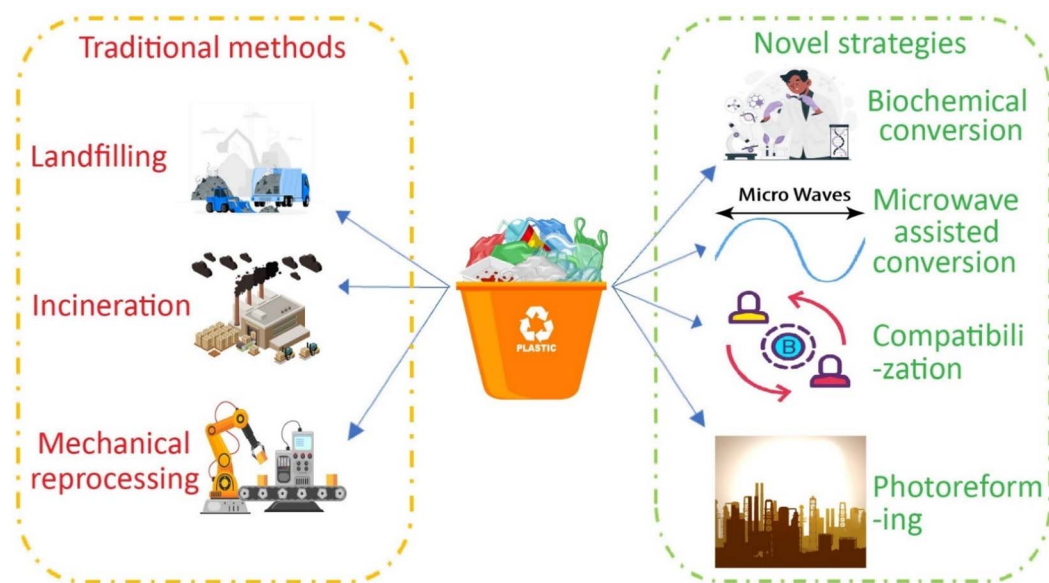 Traditional methods
Landfilling
Incineration
Mechanical
reprocessing
PLASTIC
Novel strategies
Biochemical
conversion
Micro Waves
Microwave
assisted
conversion
B
Compatibili
-zation
Photoreform
-ing